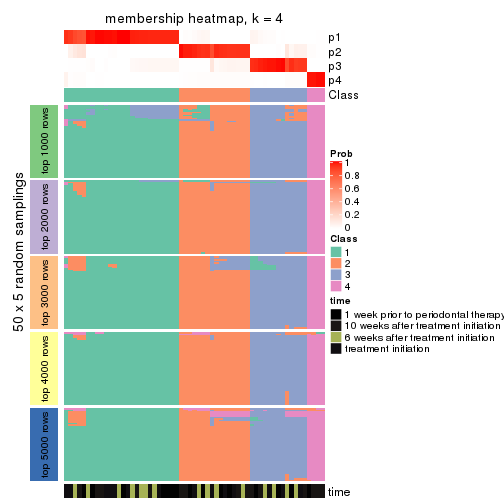 membership heatmap, k = 4
p1
p2
p3
p4
Class
50 x 5 random samplings
top 1000 rows
top 2000 rows
top 3000 rows
top 4000 rows
top 5000 rows
time
Prob
1
0.8
0.6
0.4
0.2
0
Class
1
2
3
4
time
1 week prior to periodontal therapy
10 weeks after treatment initiation
6 weeks after treatment initiation
treatment initiation